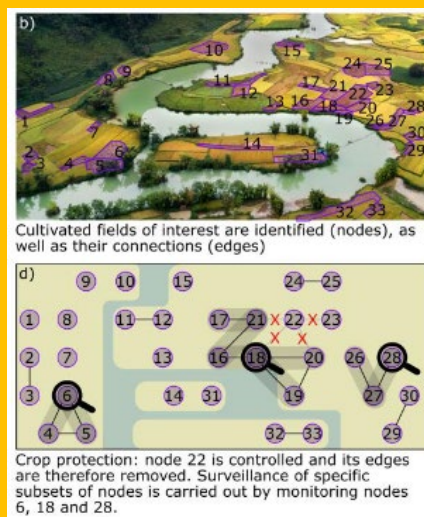 b)
10 15
24 25
8 9
11 12 17 21 22 23
13 16 18 20
1 7 19 26 27 28
2 3 4 5 6 14 31 30
29
32 33
Cultivated fields of interest are identified (nodes), as
well as their connections (edges)
d)
9 10 15 24 25
1 8 11 12 17 21 X 22 X 23
X X
2 7 13 16 18 20 26 28
3 6 14 31 19 27 30
4 5 32 33 29
Crop protection: node 22 is controlled and its edges
are therefore removed. Surveillance of specific
subsets of nodes is carried out by monitoring nodes
6, 18 and 28.